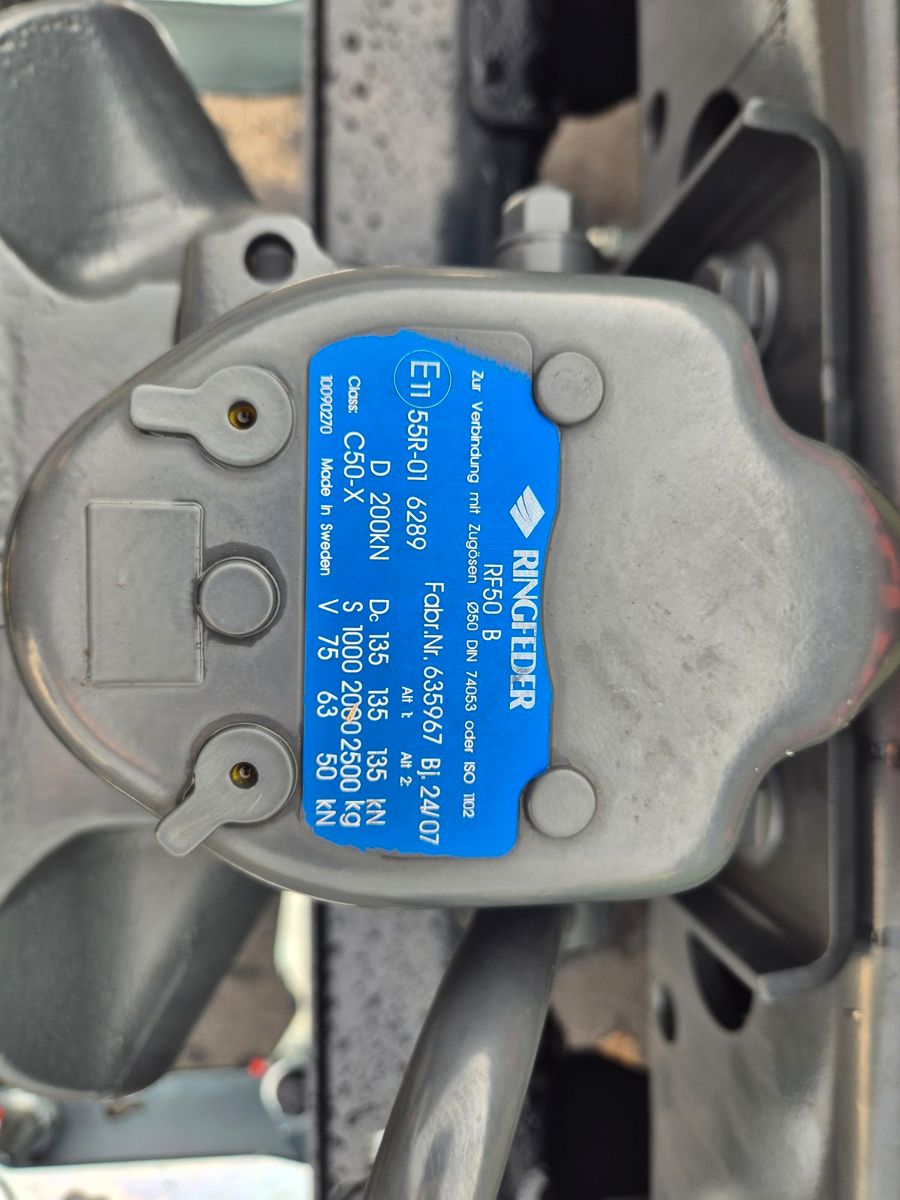 RINGFEDER
RF50 B
Zur Verbindung mit Zugösen Ø50 DIN 74053 oder ISO 1102
E11 55R-01 6289 Fabr.Nr. 635967 Bj. 24/07
Alt 1: Alt 2:
D 200kN Dc 135 135 135 kN
Class: C50-X S 1000 2000 2500 kg
10090270 Made in Sweden V 75 63 50 kN